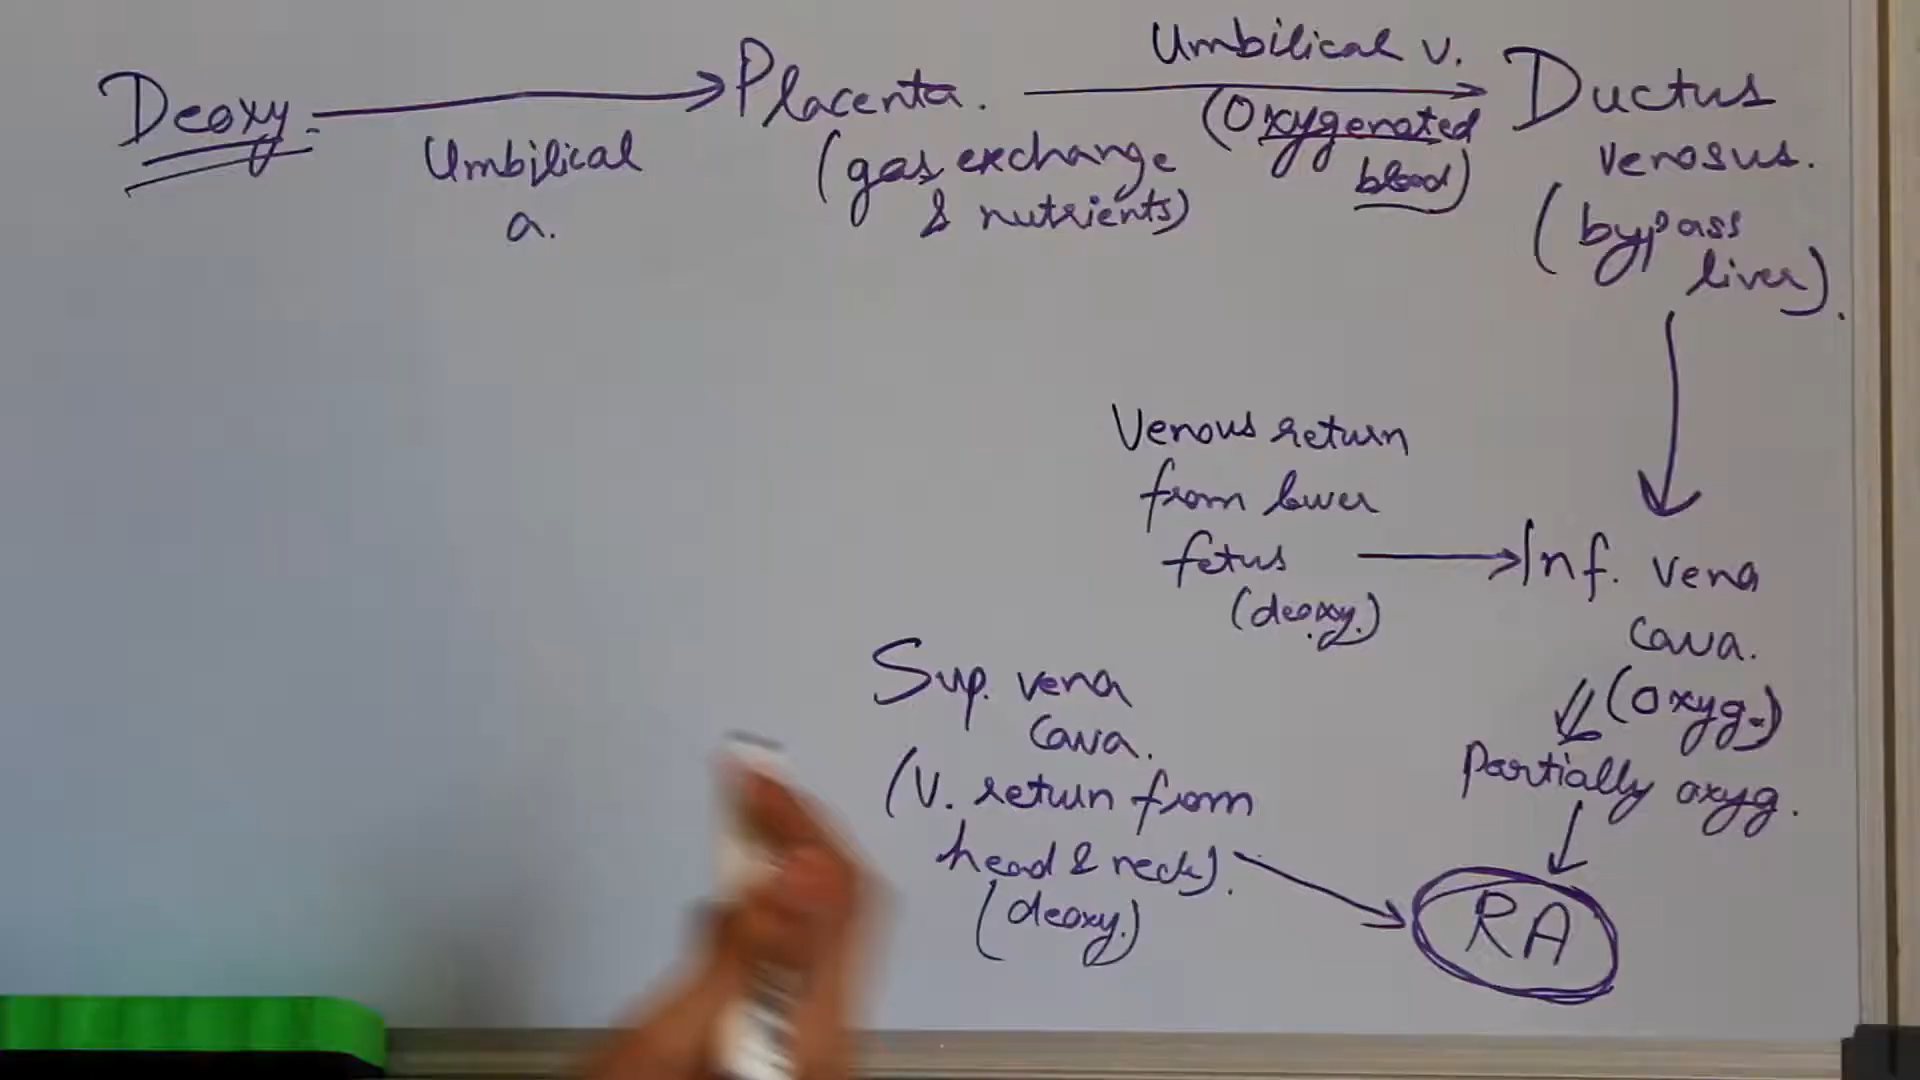 Deoxy.
Umbilical
a.
Placenta.
(gas exchange
& nutrients)
Umbilical v.
(Oxygenated
blood)
Ductus
venosus.
(bypass
liver).
Venous return
from lower
fetus
(deoxy.)
Inf. vena
cava.
(Oxyg.)
Partially oxyg.
Sup. vena
cava.
(V. return from
head & neck).
(deoxy.)
RA